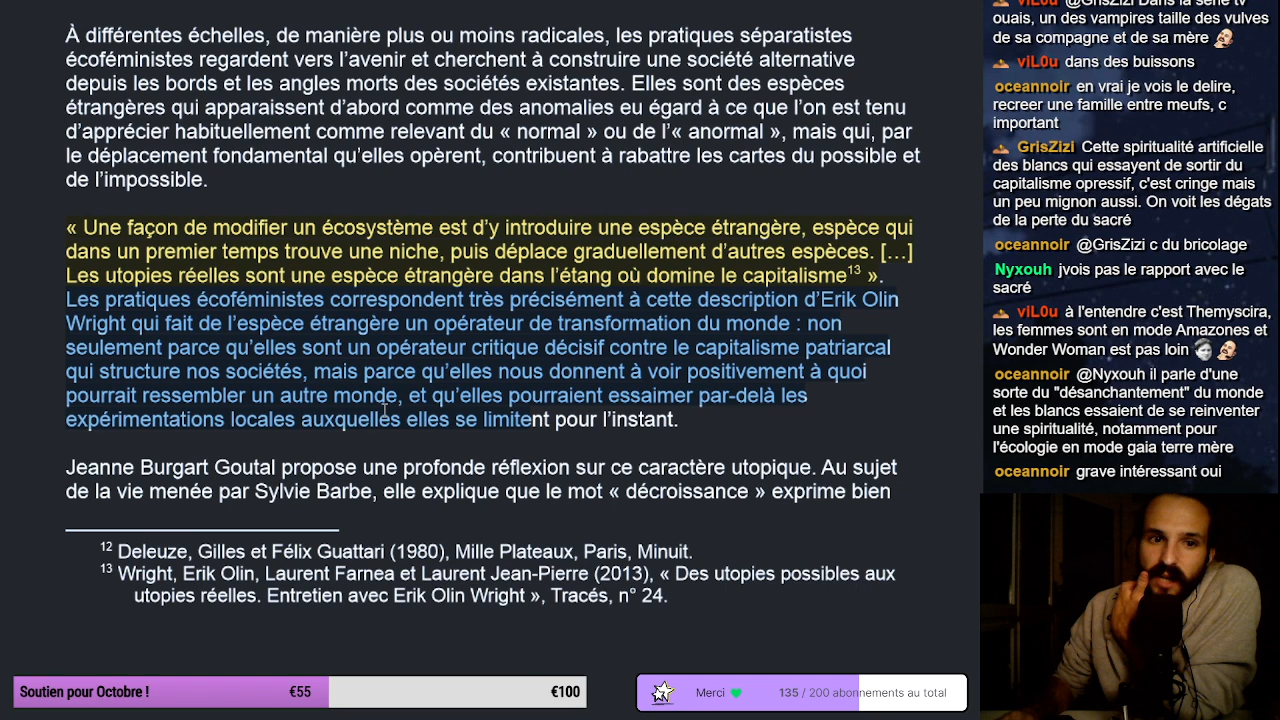 À différentes échelles, de manière plus ou moins radicales, les pratiques séparatistes
écoféministes regardent vers l’avenir et cherchent à construire une société alternative
depuis les bords et les angles morts des sociétés existantes. Elles sont des espèces
étrangères qui apparaissent d’abord comme des anomalies eu égard à ce que l’on est tenu
d’apprécier habituellement comme relevant du « normal » ou de l’« anormal », mais qui, par
le déplacement fondamental qu’elles opèrent, contribuent à rabattre les cartes du possible et
de l’impossible.
« Une façon de modifier un écosystème est d’y introduire une espèce étrangère, espèce qui
dans un premier temps trouve une niche, puis déplace graduellement d’autres espèces. […]
Les utopies réelles sont une espèce étrangère dans l’étang où domine le capitalisme13 ».
Les pratiques écoféministes correspondent très précisément à cette description d’Erik Olin
Wright qui fait de l’espèce étrangère un opérateur de transformation du monde : non
seulement parce qu’elles sont un opérateur critique décisif contre le capitalisme patriarcal
qui structure nos sociétés, mais parce qu’elles nous donnent à voir positivement à quoi
pourrait ressembler un autre monde, et qu’elles pourraient essaimer par-delà les
expérimentations locales auxquelles elles se limitent pour l’instant.
Jeanne Burgart Goutal propose une profonde réflexion sur ce caractère utopique. Au sujet
de la vie menée par Sylvie Barbe, elle explique que le mot « décroissance » exprime bien
12 Deleuze, Gilles et Félix Guattari (1980), Mille Plateaux, Paris, Minuit.
13 Wright, Erik Olin, Laurent Farnea et Laurent Jean-Pierre (2013), « Des utopies possibles aux
utopies réelles. Entretien avec Erik Olin Wright », Tracés, n° 24.
Soutien pour Octobre ! €55 €100
Merci 135 / 200 abonnements au total
viL0u @GrisZizi Dans la série tv
ouais, un des vampires taille des vulves
de sa compagne et de sa mère
viL0u dans des buissons
oceannoir en vrai je vois le delire,
recreer une famille entre meufs, c
important
GrisZizi Cette spiritualité artificielle
des blancs qui essayent de sortir du
capitalisme opressif, c'est cringe mais
un peu mignon aussi. On voit les dégats
de la perte du sacré
oceannoir @GrisZizi c du bricolage
Nyxouh jvois pas le rapport avec le
sacré
viL0u à l'entendre c'est Themyscira,
les femmes sont en mode Amazones et
Wonder Woman est pas loin
oceannoir @Nyxouh il parle d'une
sorte du "désanchantement" du monde
et les blancs essaient de se reinventer
une spiritualité, notamment pour
l'écologie en mode gaia terre mère
oceannoir grave intéressant oui